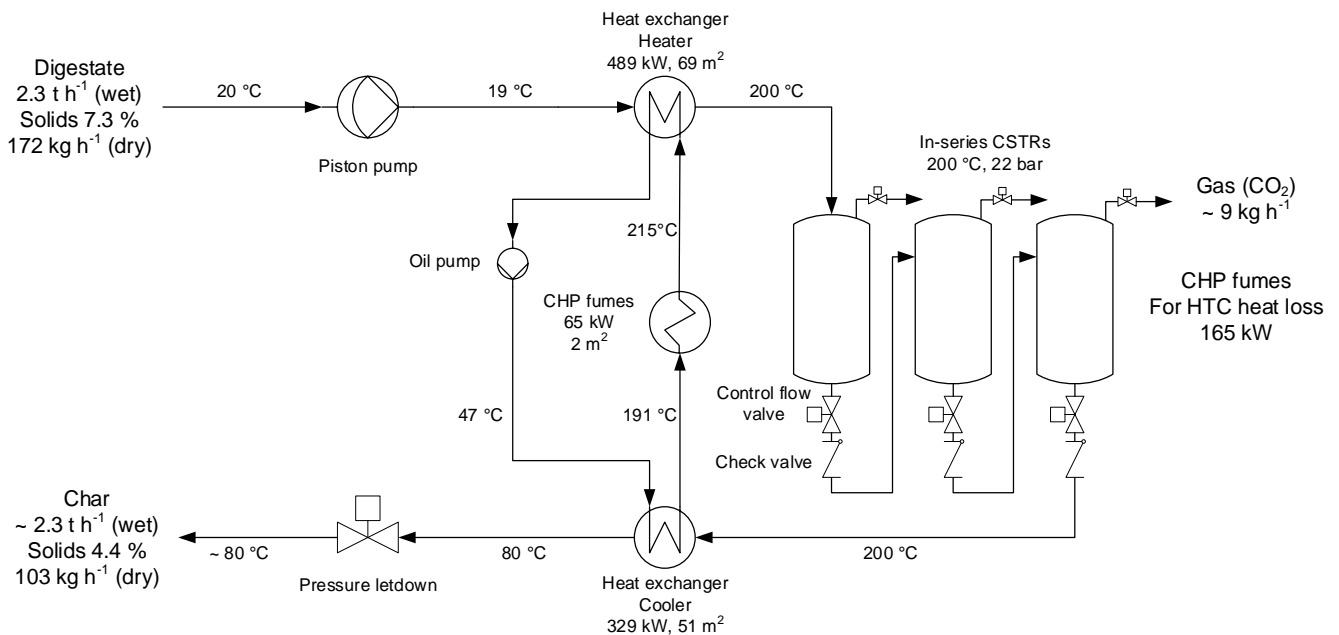 Digestate
2.3 t h⁻¹ (wet)
Solids 7.3 %
172 kg h⁻¹ (dry)
20 °C
Piston pump
19 °C
Heat exchanger
Heater
489 kW, 69 m²
200 °C
In-series CSTRs
200 °C, 22 bar
Gas (CO₂)
~ 9 kg h⁻¹
CHP fumes
For HTC heat loss
165 kW
Oil pump
215°C
CHP fumes
65 kW
2 m²
47 °C
191 °C
Control flow
valve
Check valve
Char
~ 2.3 t h⁻¹ (wet)
Solids 4.4 %
103 kg h⁻¹ (dry)
~ 80 °C
Pressure letdown
80 °C
Heat exchanger
Cooler
329 kW, 51 m²
200 °C